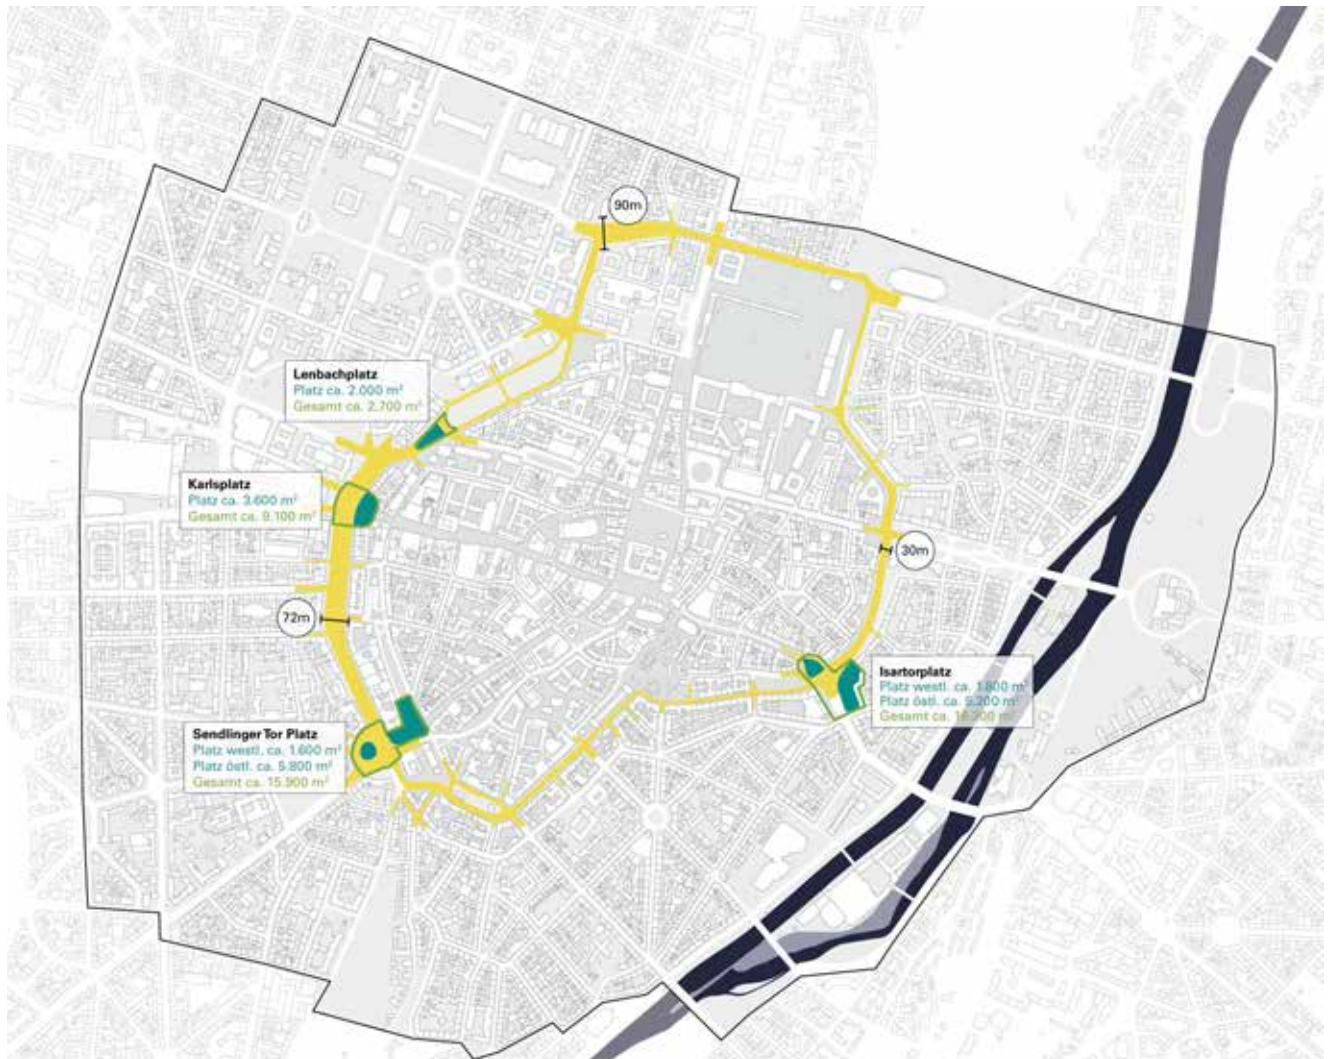 90m
Lenbachplatz
Platz ca. 2.000 m²
Gesamt ca. 2.700 m²
Karlsplatz
Platz ca. 3.600 m²
Gesamt ca. 9.100 m²
30m
72m
Isartorplatz
Platz westl. ca. 1.800 m²
Platz östl. ca. 5.200 m²
Gesamt ca. m²
Sendlinger Tor Platz
Platz westl. ca. 1.600 m²
Platz östl. ca. 5.800 m²
Gesamt ca. 15.900 m²